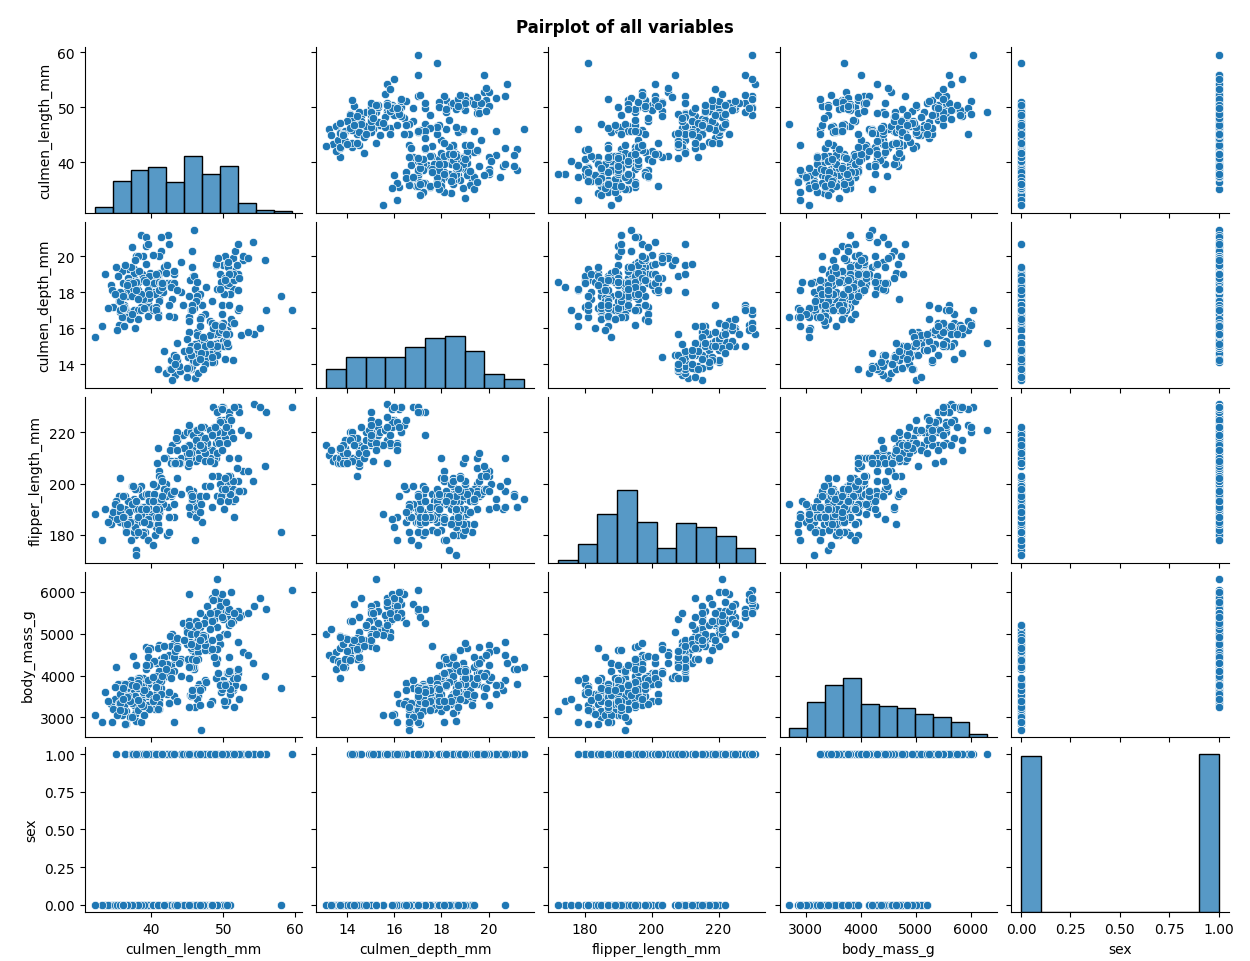 Pairplot of all variables
culmen_length_mm
60
50
40
culmen_depth_mm
20
18
16
14
flipper_length_mm
220
200
180
body_mass_g
6000
5000
4000
3000
sex
1.00
0.75
0.50
0.25
0.00
40 60 14 16 18 20 180 200 220 3000 4000 5000 6000 0.00 0.25 0.50 0.75 1.00
culmen_length_mm culmen_depth_mm flipper_length_mm body_mass_g sex